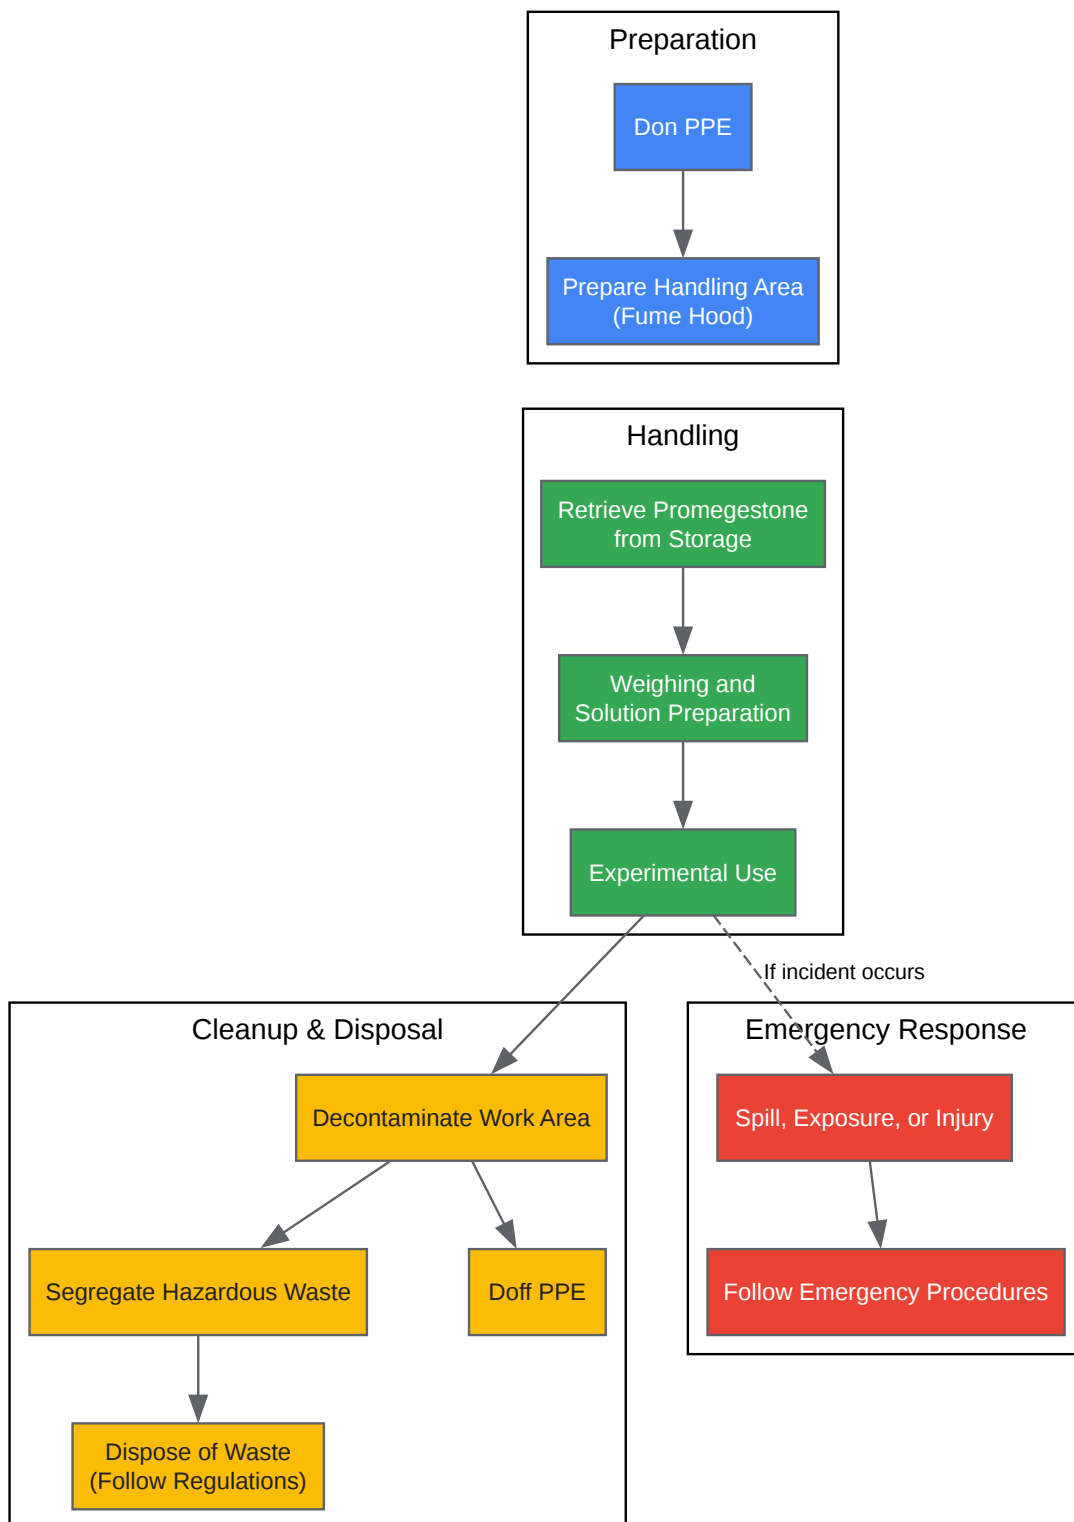 Preparation
Don PPE
Prepare Handling Area
(Fume Hood)
Handling
Retrieve Promegestone
from Storage
Weighing and
Solution Preparation
Experimental Use
If incident occurs
Cleanup & Disposal
Decontaminate Work Area
Segregate Hazardous Waste
Doff PPE
Dispose of Waste
(Follow Regulations)
Emergency Response
Spill, Exposure, or Injury
Follow Emergency Procedures